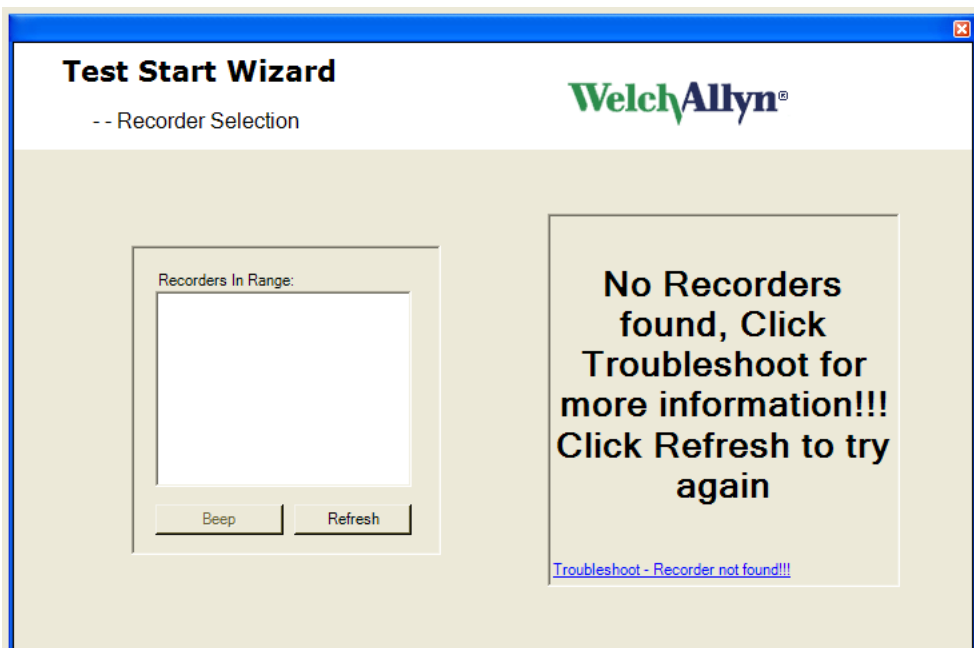 Test Start Wizard
WelchAllyn®
- - Recorder Selection
Recorders In Range:
Beep
Refresh
No Recorders
found, Click
Troubleshoot for
more information!!!
Click Refresh to try
again
Troubleshoot - Recorder not found!!!